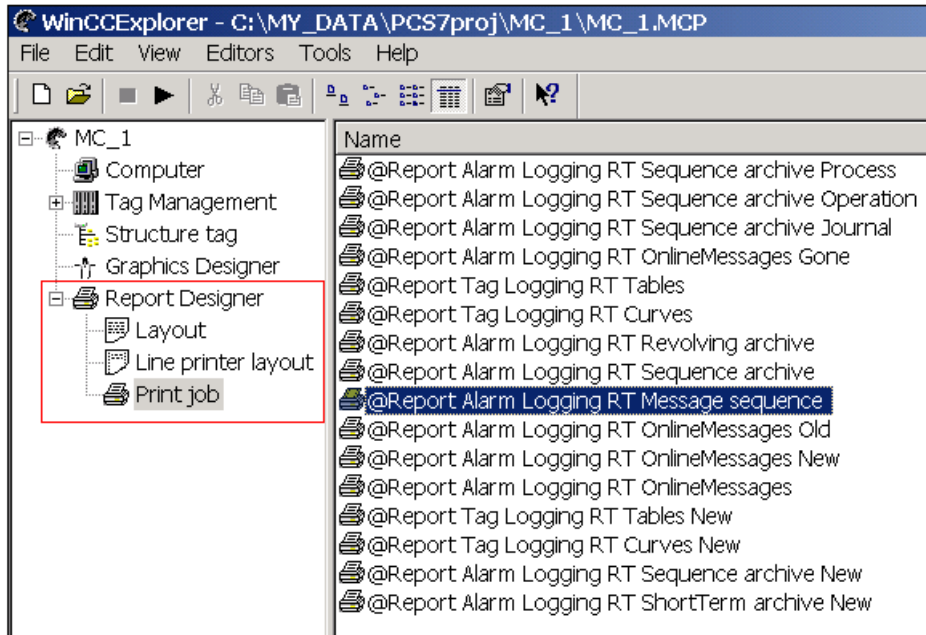 WinCCExplorer - C:\MY_DATA\PCS7proj\MC_1\MC_1.MCP
File Edit View Editors Tools Help
MC_1
Computer
Tag Management
Structure tag
Graphics Designer
Report Designer
Layout
Line printer layout
Print job
Name
@Report Alarm Logging RT Sequence archive Process
@Report Alarm Logging RT Sequence archive Operation
@Report Alarm Logging RT Sequence archive Journal
@Report Alarm Logging RT OnlineMessages Gone
@Report Tag Logging RT Tables
@Report Tag Logging RT Curves
@Report Alarm Logging RT Revolving archive
@Report Alarm Logging RT Sequence archive
@Report Alarm Logging RT Message sequence
@Report Alarm Logging RT OnlineMessages Old
@Report Alarm Logging RT OnlineMessages New
@Report Alarm Logging RT OnlineMessages
@Report Tag Logging RT Tables New
@Report Tag Logging RT Curves New
@Report Alarm Logging RT Sequence archive New
@Report Alarm Logging RT ShortTerm archive New